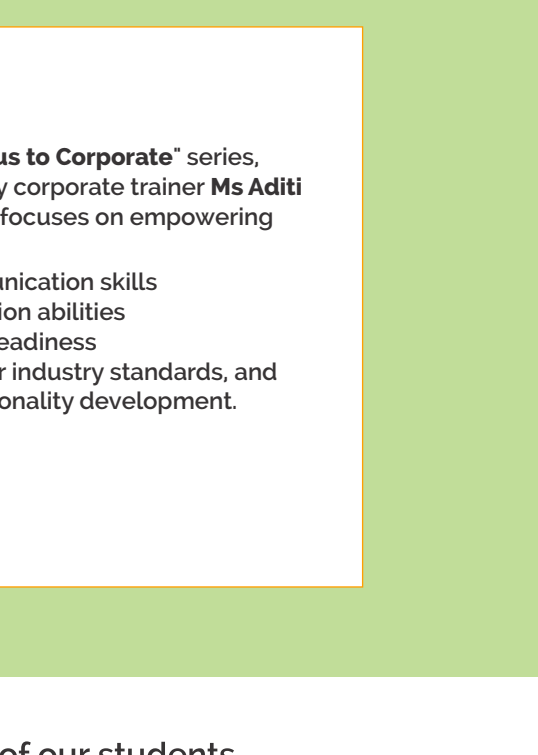 us to Corporate" series,
y corporate trainer Ms Aditi
focuses on empowering
unication skills
ion abilities
eadiness
r industry standards, and
onality development.
of our students